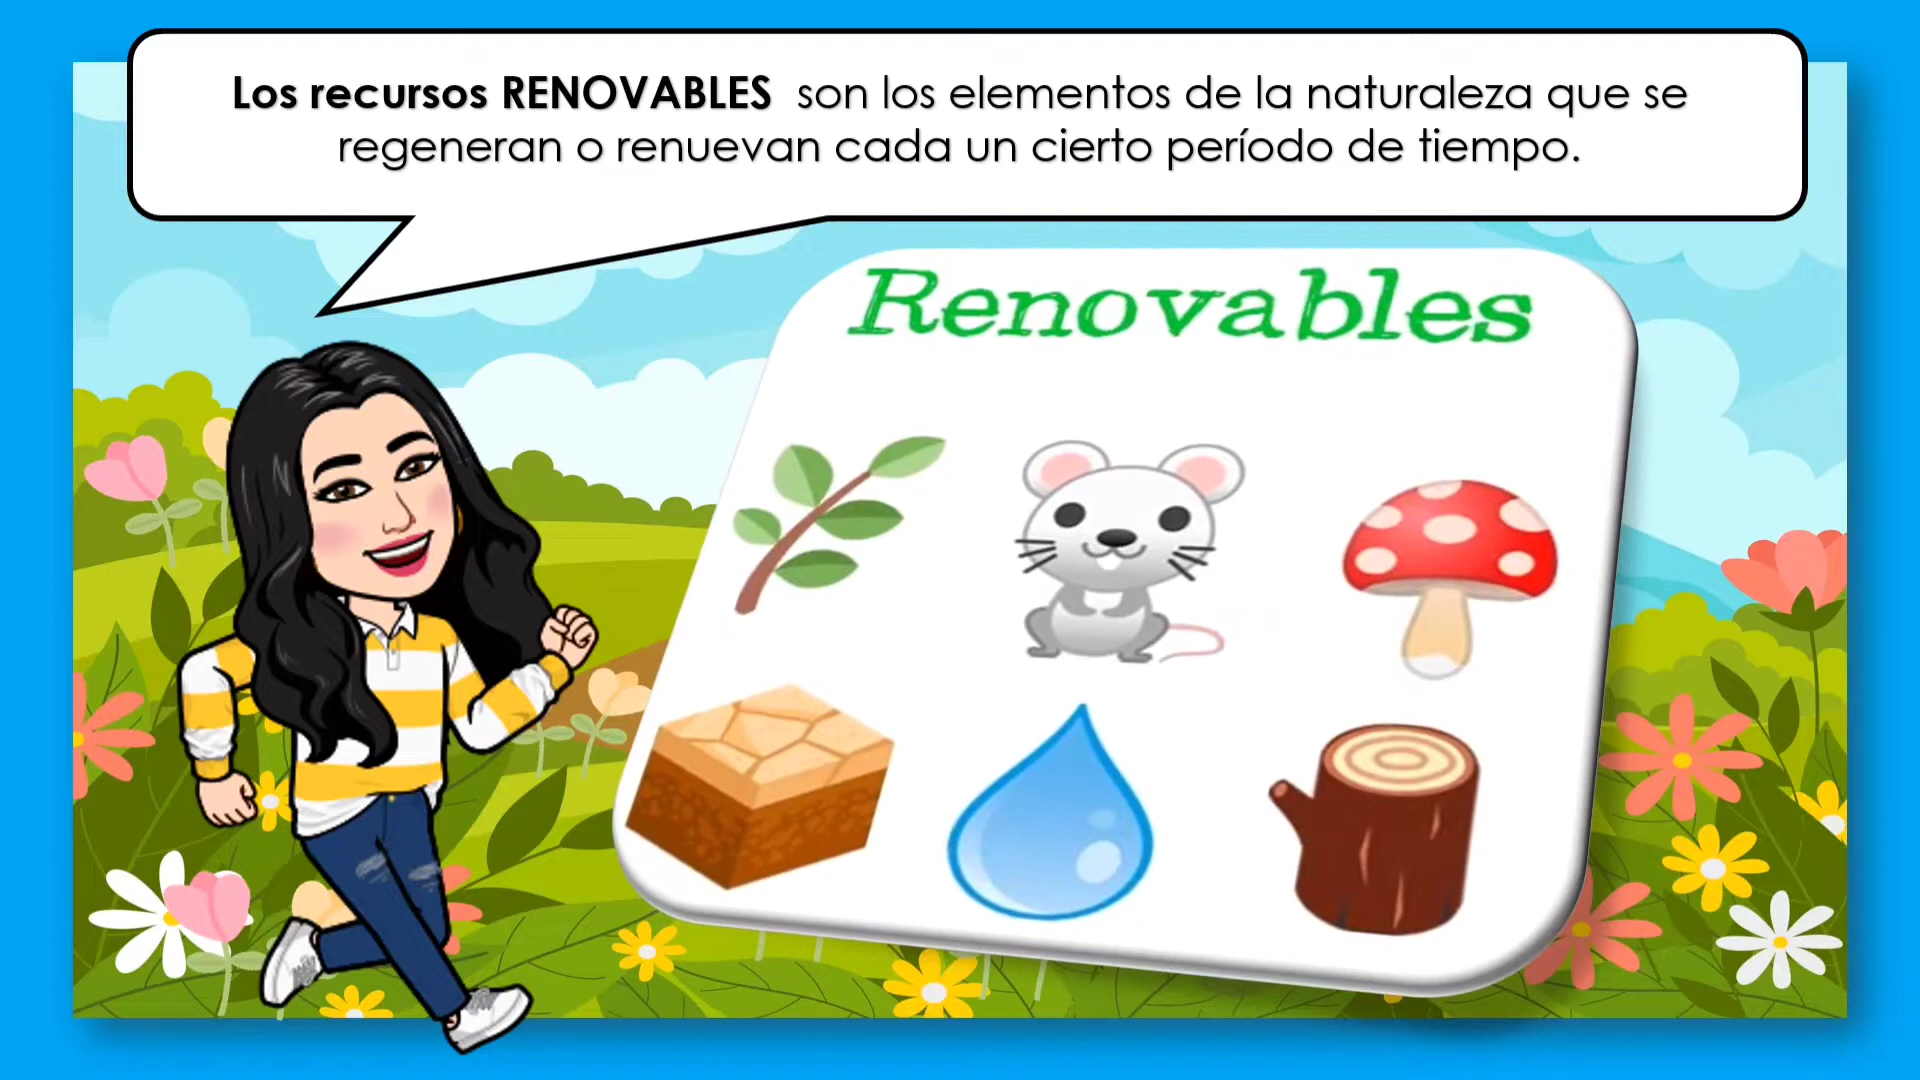 Los recursos RENOVABLES son los elementos de la naturaleza que se
regeneran o renuevan cada un cierto período de tiempo.
Renovables